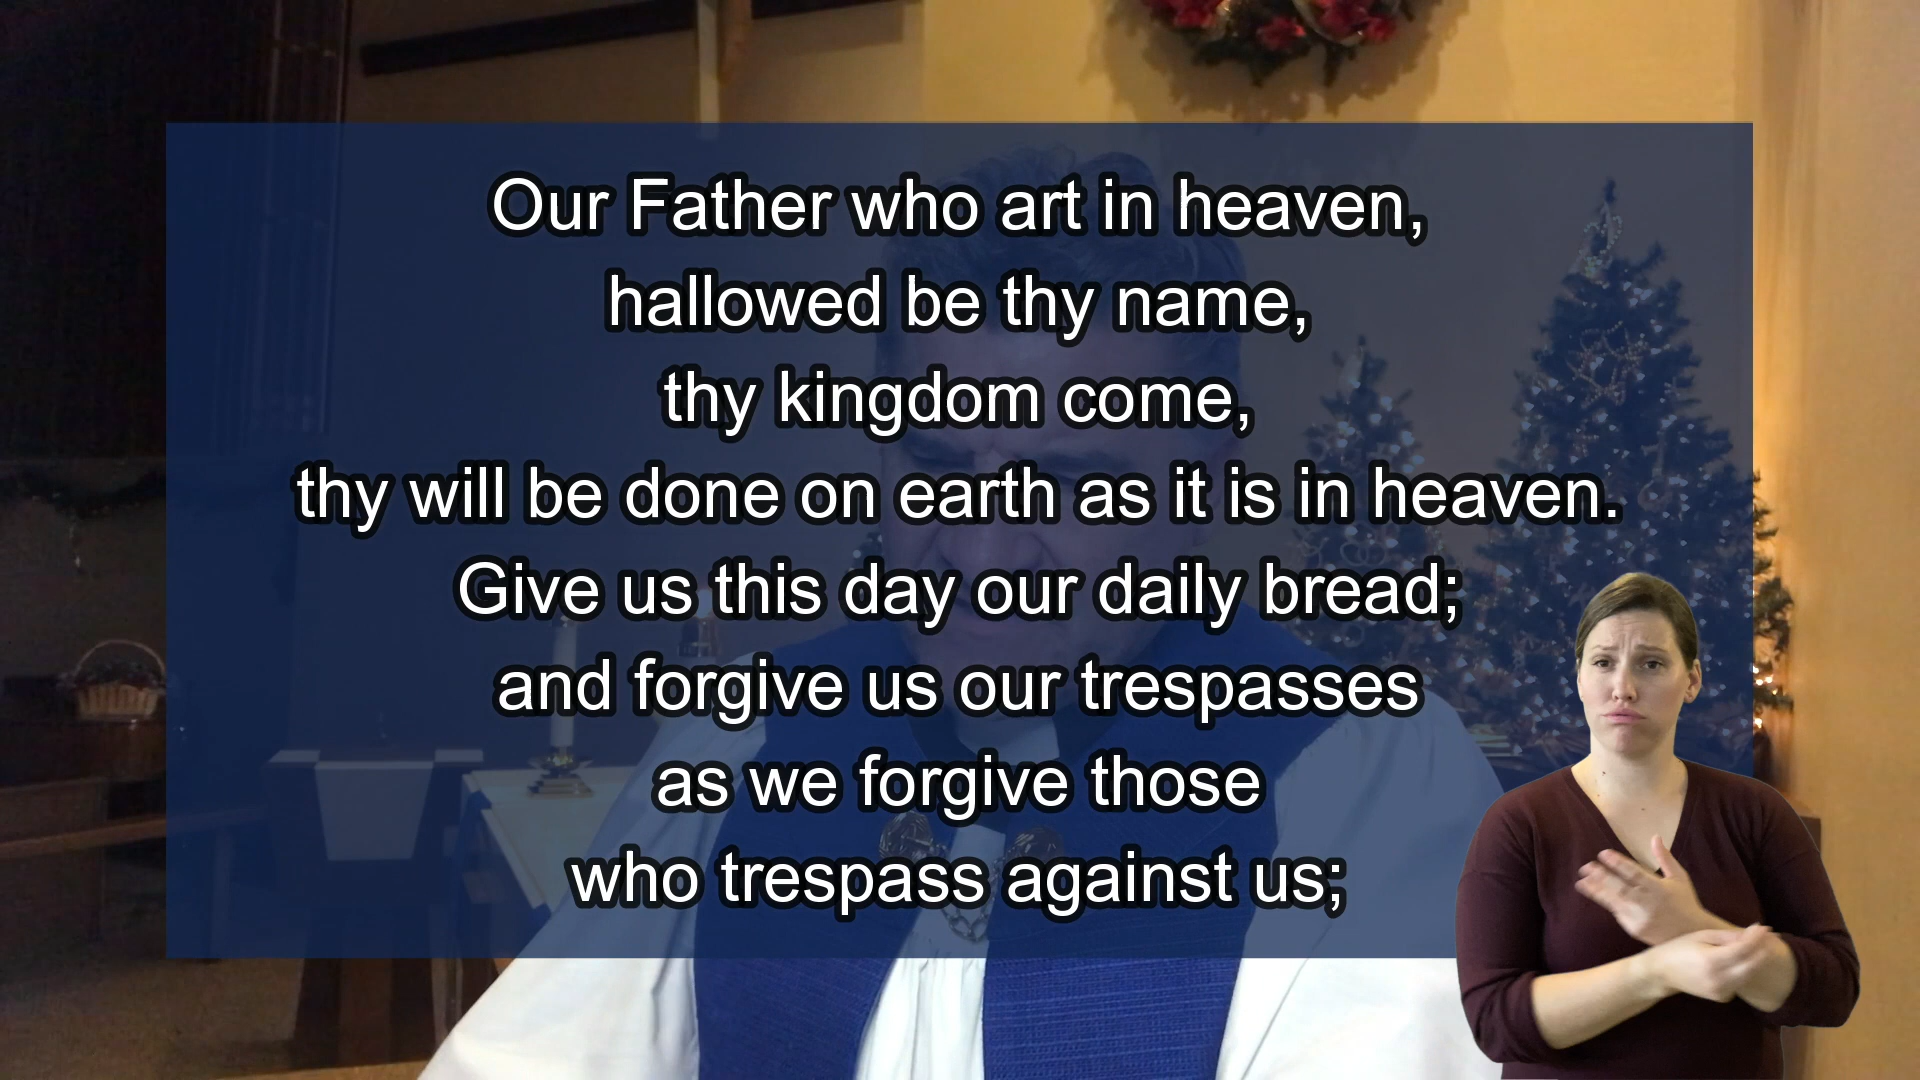 Our Father who art in heaven,
hallowed be thy name,
thy kingdom come,
thy will be done on earth as it is in heaven.
Give us this day our daily bread;
and forgive us our trespasses
as we forgive those
who trespass against us;